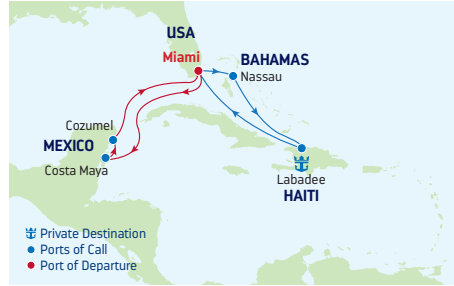 USA
Miami
BAHAMAS
Nassau
Cozumel
MEXICO
Costa Maya
Labadee
HAITI
Private Destination
Ports of Call
Port of Departure